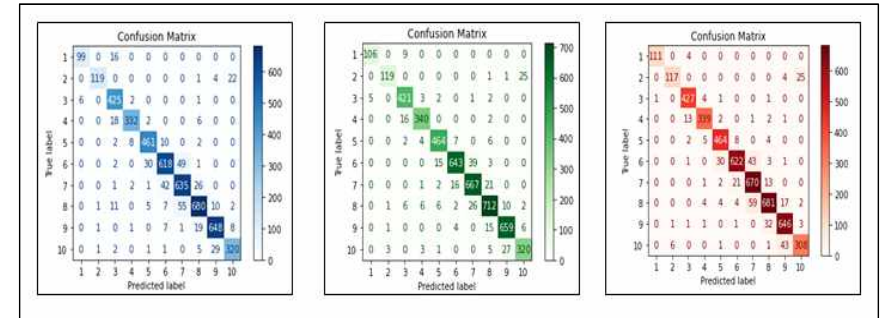 Confusion Matrix
1 99 0 16 0 0 0 0 0 0 0
2 0 119 0 0 0 0 0 1 4 22
3 6 0 425 2 0 0 0 1 0 0
4 0 0 18 332 2 0 0 6 0 0
5 0 0 2 8 461 10 0 2 0 0
6 0 0 0 0 30 618 49 1 0 0
7 0 0 1 2 1 42 635 26 0 0
8 0 1 11 0 5 7 55 680 10 2
9 0 0 1 0 1 7 1 19 648 8
10 0 1 2 0 1 1 0 5 29 320
1 2 3 4 5 6 7 8 9 10
True label
Predicted label
600
500
400
300
200
100
0
Confusion Matrix
1 106 0 9 0 0 0 0 0 0 0
2 0 119 0 0 0 0 0 1 1 25
3 5 0 421 3 2 0 1 2 0 0
4 0 0 16 340 0 0 0 2 0 0
5 0 0 2 4 464 7 0 6 0 0
6 0 0 0 0 15 643 39 3 0 0
7 0 0 0 1 2 16 667 21 0 0
8 0 1 6 6 6 2 26 712 10 2
9 0 0 1 0 0 4 0 15 659 6
10 0 3 0 3 1 0 0 5 27 320
1 2 3 4 5 6 7 8 9 10
True label
Predicted label
700
600
500
400
300
200
100
0
Confusion Matrix
1 111 0 4 0 0 0 0 0 0 0
2 0 117 0 0 0 0 0 0 4 25
3 1 0 427 4 1 0 0 1 0 0
4 0 0 13 339 2 0 1 2 1 0
5 0 0 2 5 464 8 0 4 0 0
6 0 0 0 1 30 622 43 3 1 0
7 0 0 0 1 2 21 670 13 0 0
8 0 0 0 4 4 4 59 681 17 2
9 0 1 1 1 0 1 0 32 646 3
10 0 6 0 1 0 0 0 1 43 308
1 2 3 4 5 6 7 8 9 10
True label
Predicted label
600
500
400
300
200
100
0